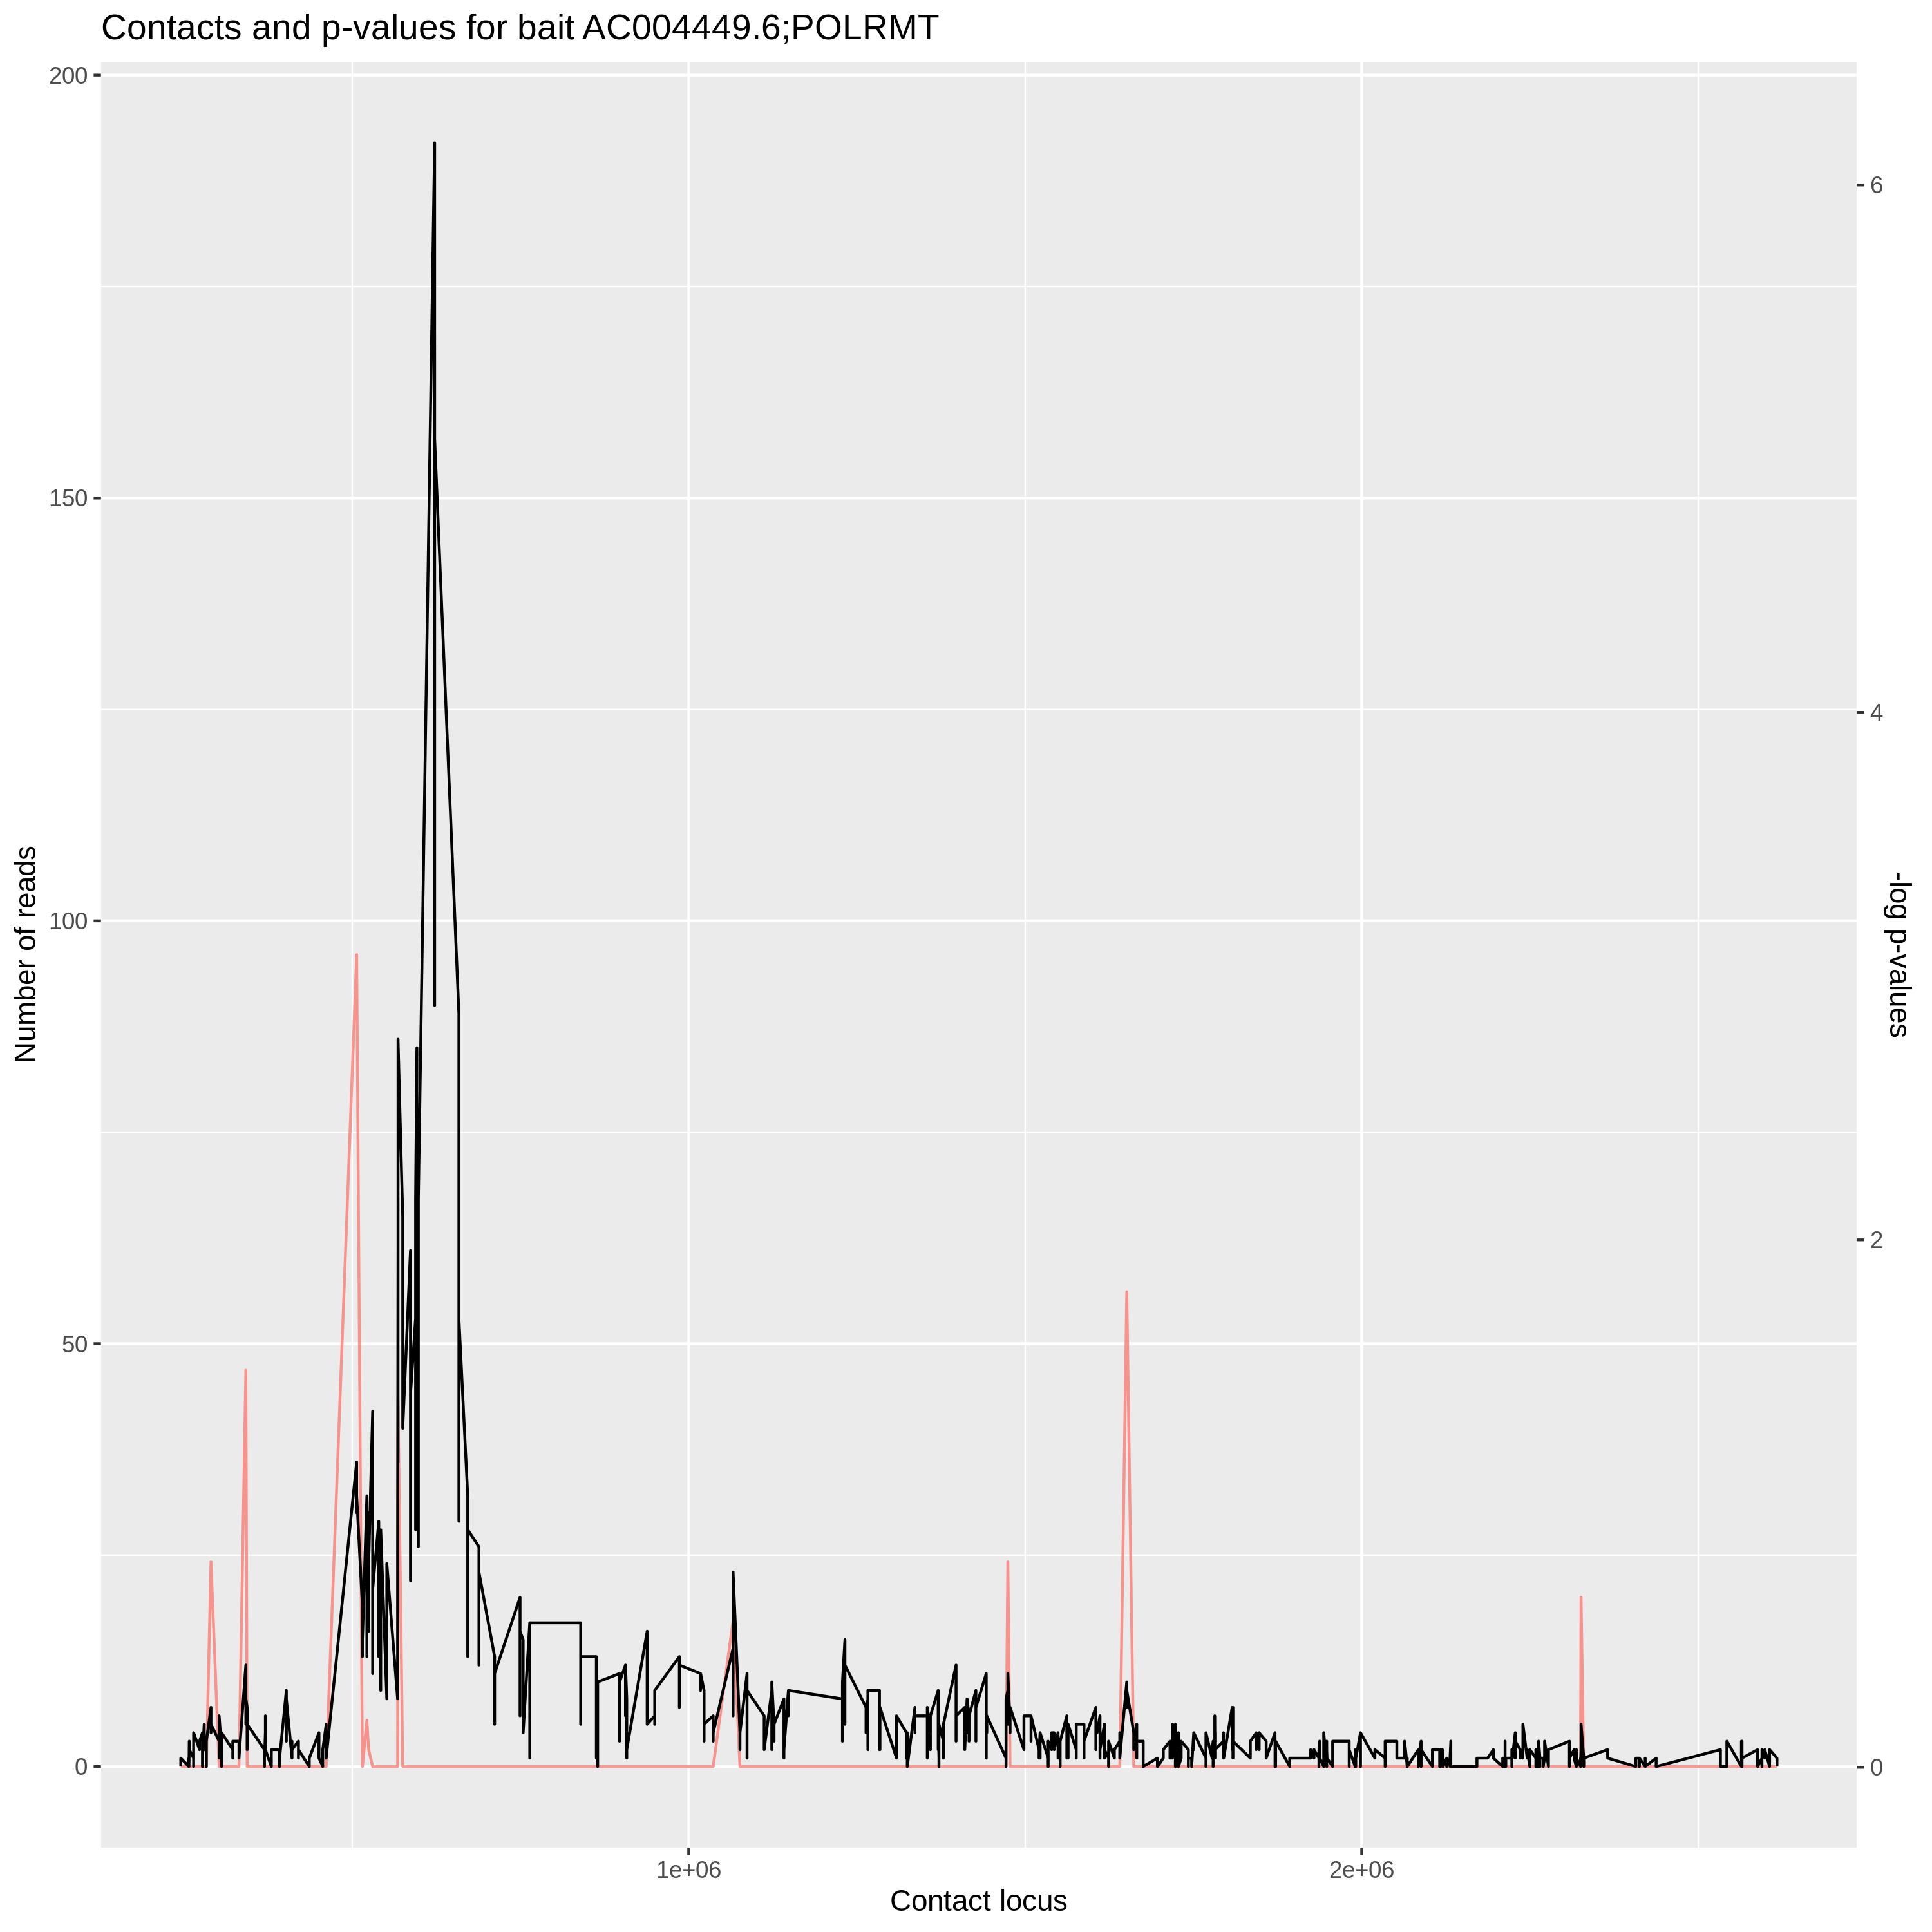 Contacts and p-values for bait AC004449.6;POLRMT
200
150
100
50
0
Number of reads
6
4
2
0
-log p-values
1e+06
2e+06
Contact locus